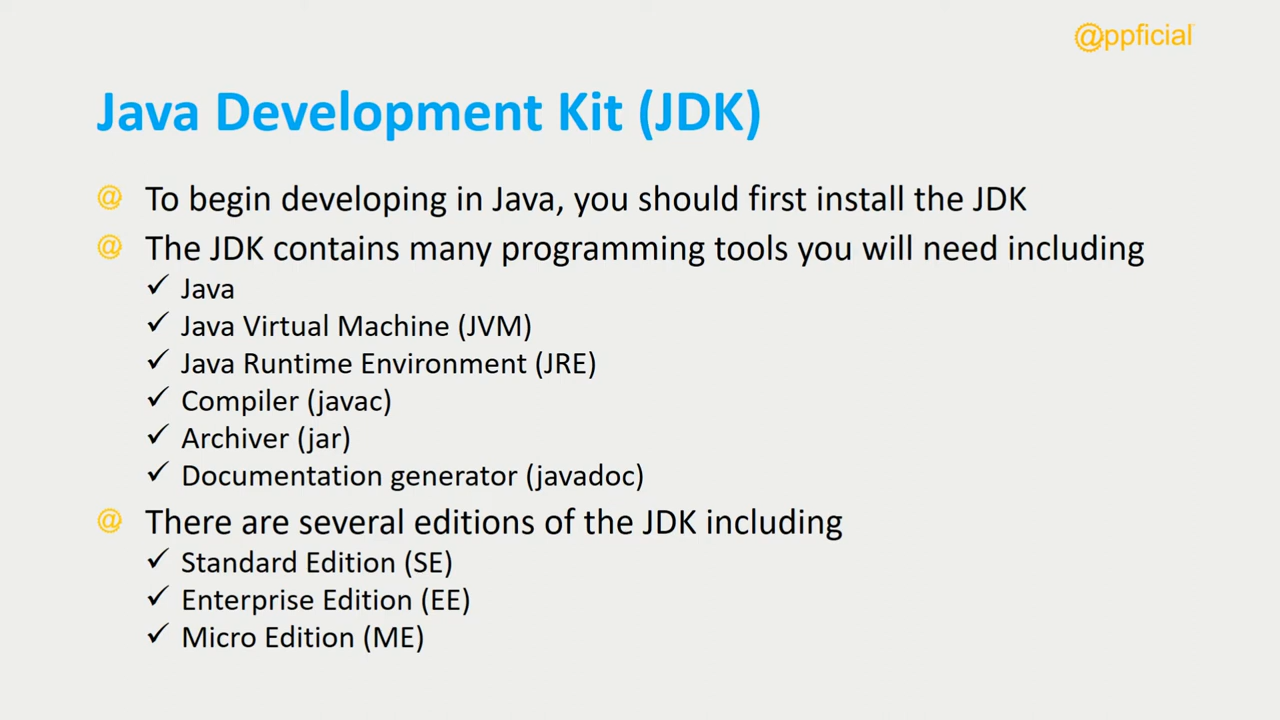 @ppficial
Java Development Kit (JDK)
@ To begin developing in Java, you should first install the JDK
@ The JDK contains many programming tools you will need including
✓ Java
✓ Java Virtual Machine (JVM)
✓ Java Runtime Environment (JRE)
✓ Compiler (javac)
✓ Archiver (jar)
✓ Documentation generator (javadoc)
@ There are several editions of the JDK including
✓ Standard Edition (SE)
✓ Enterprise Edition (EE)
✓ Micro Edition (ME)